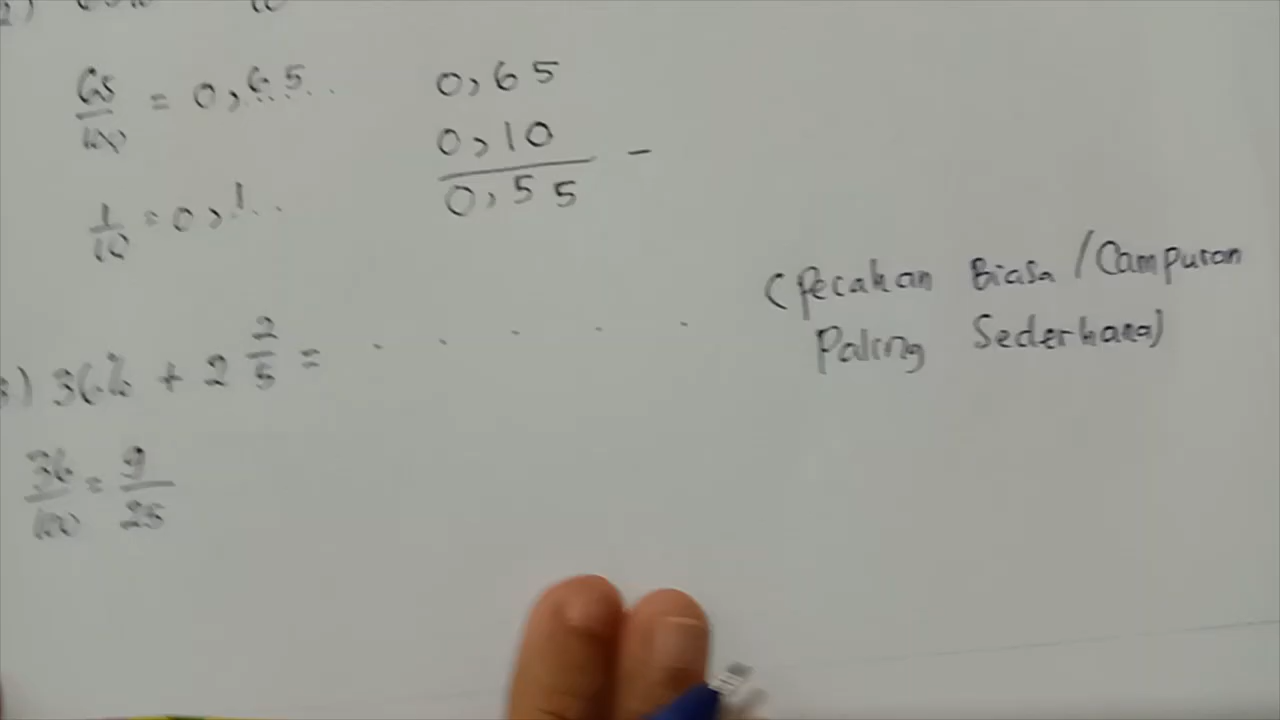 65/100 = 0,65.. 0,65
0,10 -
0,55
1/10 = 0,1..
(Pecahan Biasa / Campuran
Paling Sederhana)
3) 36% + 2 2/5 = . . . . .
36/100 = 9/25